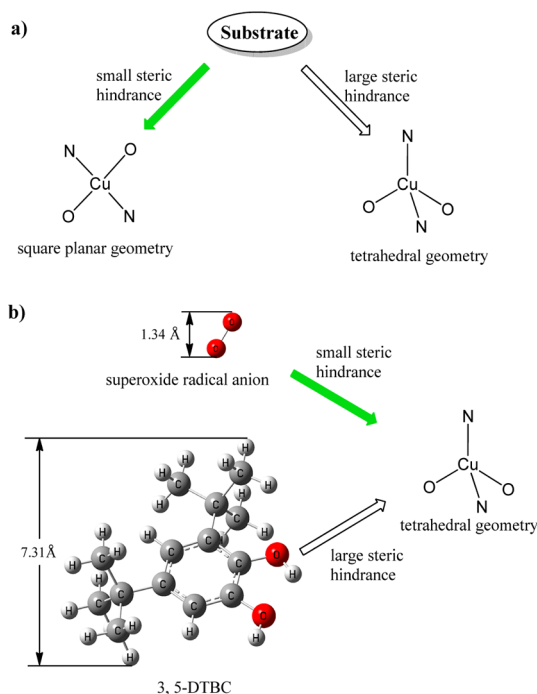 a)
Substrate
small steric
hindrance
large steric
hindrance
N
O
Cu
O
N
square planar geometry
N
Cu
O
O
N
tetrahedral geometry
b)
1.34 Å
O
O
superoxide radical anion
small steric
hindrance
N
Cu
O
O
N
tetrahedral geometry
7.31Å
H
H
H
H
C
C
H
H
H
C
C
H
H
H
C
C
C
O
H
H
C
H
H
C
C
C
H
C
C
C
O
H
H
C
H
H
H
H
large steric
hindrance
3, 5-DTBC